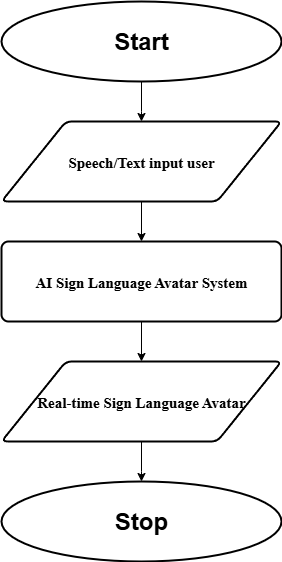 Start
Speech/Text input user
AI Sign Language Avatar System
Real-time Sign Language Avatar
Stop